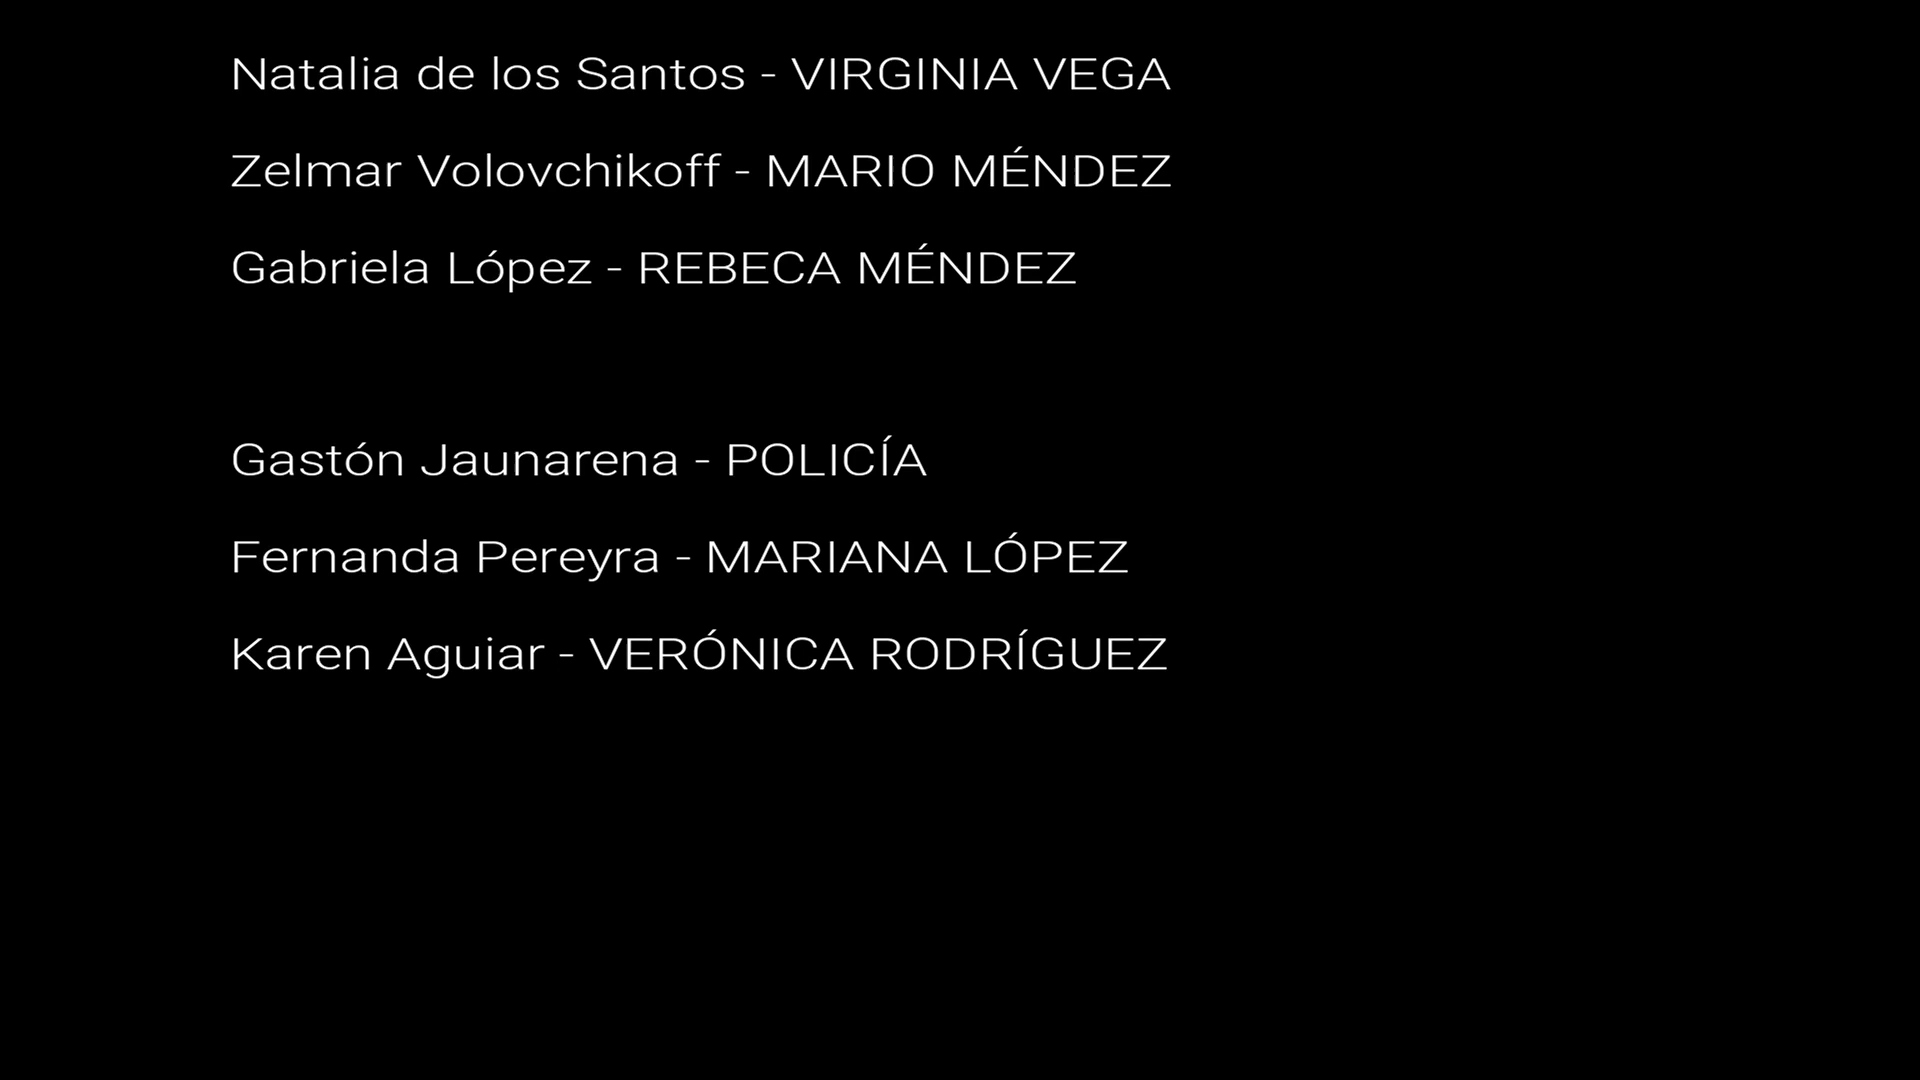 Natalia de los Santos - VIRGINIA VEGA
Zelmar Volovchikoff - MARIO MÉNDEZ
Gabriela López - REBECA MÉNDEZ
Gastón Jaunarena - POLICÍA
Fernanda Pereyra - MARIANA LÓPEZ
Karen Aguiar - VERÓNICA RODRÍGUEZ